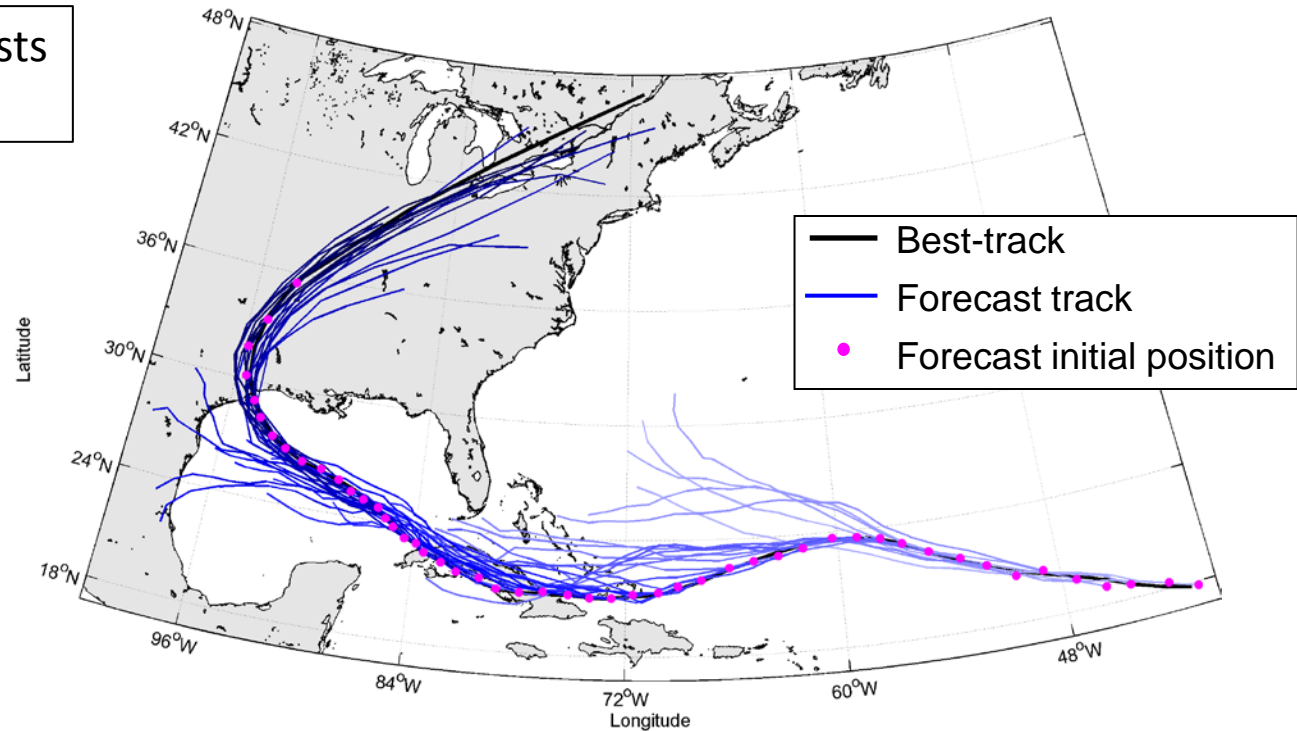 sts
48°N
42°N
36°N
30°N
24°N
18°N
Latitude
Best-track
Forecast track
Forecast initial position
96°W
84°W
72°W
60°W
48°W
Longitude